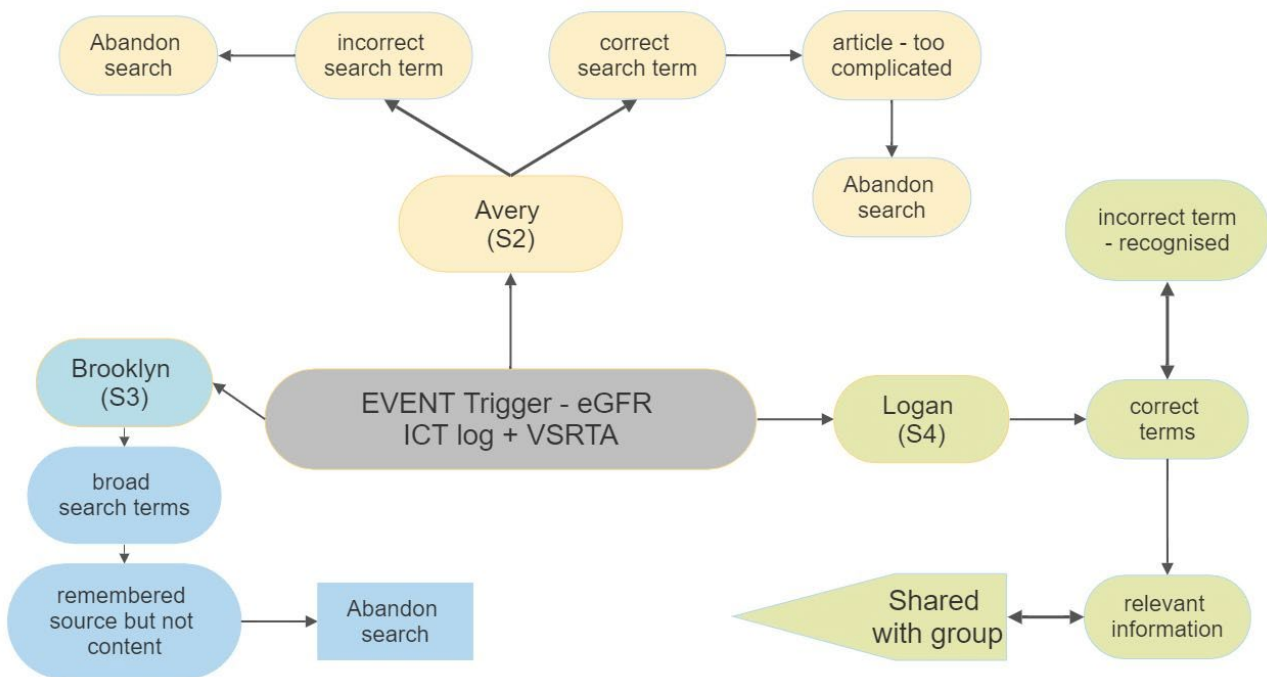 Abandon
search
incorrect
search term
correct
search term
article - too
complicated
Abandon
search
Avery
(S2)
incorrect term
- recognised
Brooklyn
(S3)
EVENT Trigger - eGFR
ICT log + VSRTA
Logan
(S4)
correct
terms
broad
search terms
remembered
source but not
content
Abandon
search
Shared
with group
relevant
information